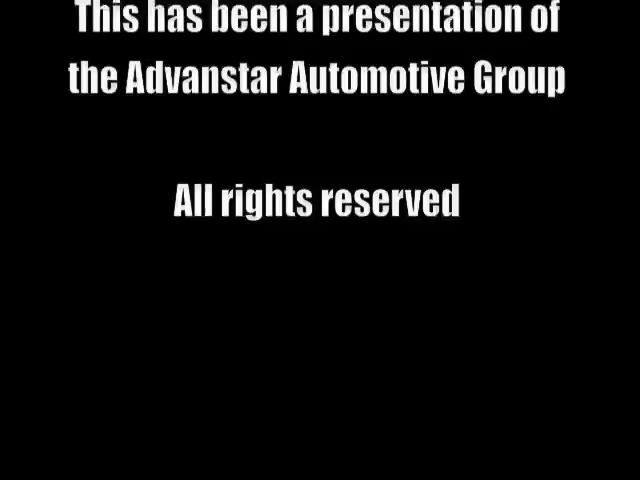 This has been a presentation of
the Advanstar Automotive Group
All rights reserved